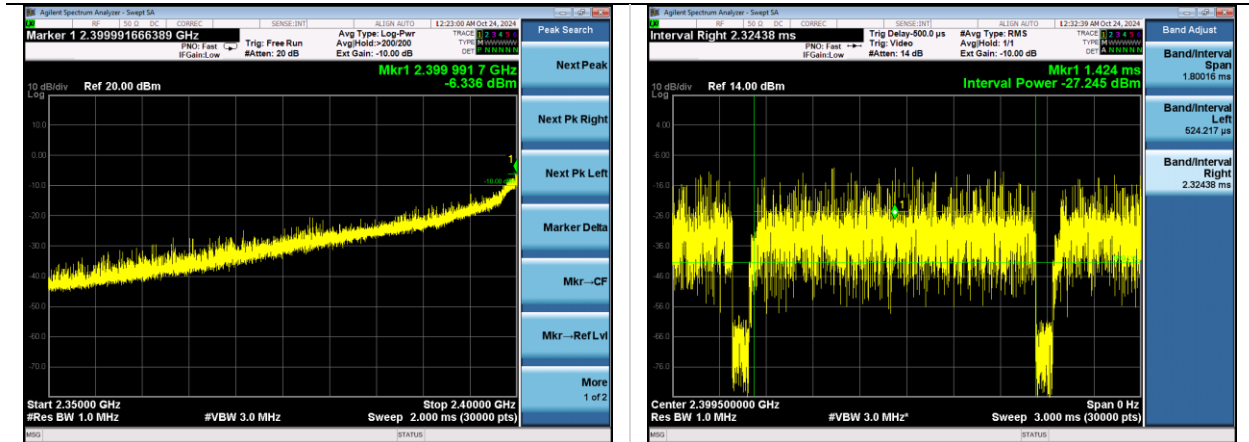 Agilent Spectrum Analyzer - Swept SA
RF 50 Ω DC CORREC SENSE:INT ALIGN AUTO 12:23:00 AM Oct 24, 2024
Marker 1 2.399991666389 GHz
PNO: Fast
IFGain:Low
Trig: Free Run
#Atten: 20 dB
Avg Type: Log-Pwr
Avg|Hold:>200/200
Ext Gain: -10.00 dB
TRACE 1 2 3 4 5 6
TYPE M WWWWW
DET P N N N N N
Mkr1 2.399 991 7 GHz
-6.336 dBm
10 dB/div
Log
Ref 20.00 dBm
10.0
0.00
-10.0
-20.0
-30.0
-40.0
-50.0
-60.0
-70.0
1
Start 2.35000 GHz
Stop 2.40000 GHz
#Res BW 1.0 MHz
#VBW 3.0 MHz
Sweep 2.000 ms (30000 pts)
MSG
STATUS
Peak Search
Next Peak
Next Pk Right
Next Pk Left
Marker Delta
Mkr→CF
Mkr→Ref Lvl
More
1 of 2
Agilent Spectrum Analyzer - Swept SA
RF 50 Ω DC CORREC SENSE:INT ALIGN AUTO 12:32:39 AM Oct 24, 2024
Interval Right 2.32438 ms
PNO: Fast
IFGain:Low
Trig Delay-500.0 µs
Trig: Video
#Atten: 14 dB
#Avg Type: RMS
Avg|Hold: 1/1
Ext Gain: -10.00 dB
TRACE 1 2 3 4 5 6
TYPE M WWWWW
DET A N N N N N
Mkr1 1.424 ms
Interval Power -27.245 dBm
10 dB/div
Log
Ref 14.00 dBm
4.00
-6.00
-16.0
-26.0
-36.0
-46.0
-56.0
-66.0
-76.0
1
Center 2.399500000 GHz
Span 0 Hz
Res BW 1.0 MHz
#VBW 3.0 MHz*
Sweep 3.000 ms (30000 pts)
MSG
STATUS
Band Adjust
Band/Interval
Span
1.80016 ms
Band/Interval
Left
524.217 µs
Band/Interval
Right
2.32438 ms